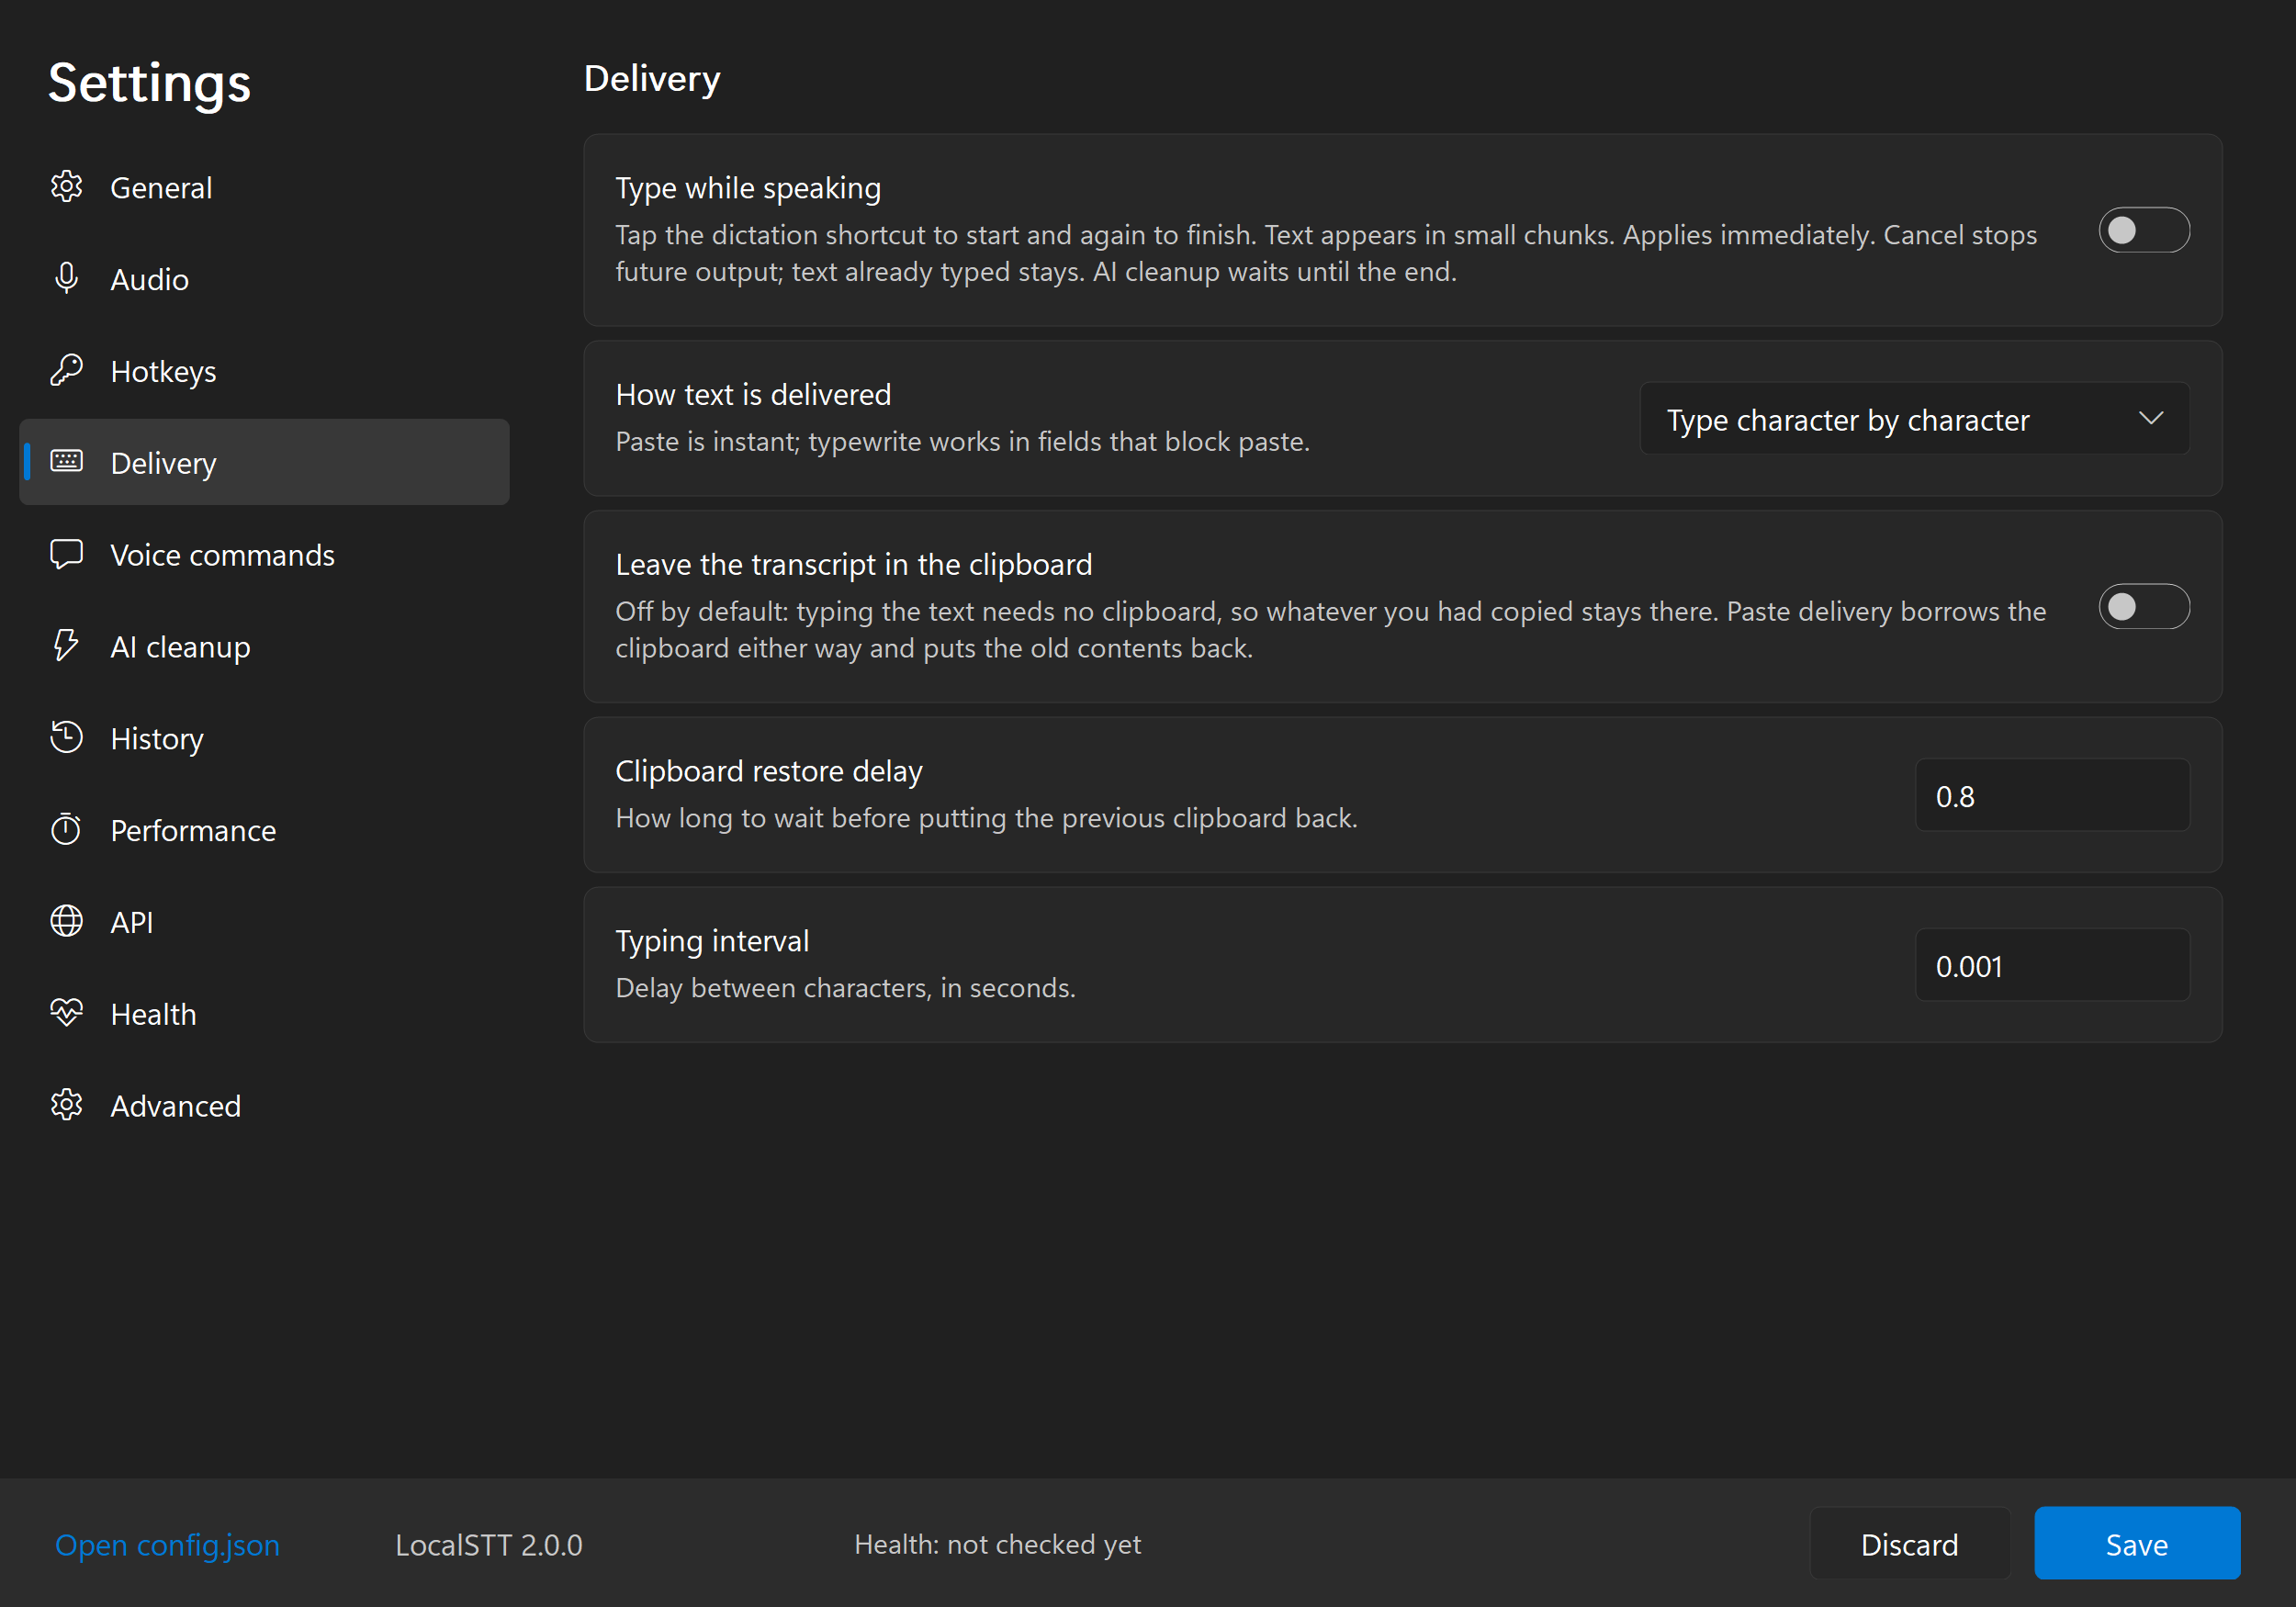 Settings
General
Audio
Hotkeys
Delivery
Voice commands
AI cleanup
History
Performance
API
Health
Advanced
Delivery
Type while speaking
Tap the dictation shortcut to start and again to finish. Text appears in small chunks. Applies immediately. Cancel stops
future output; text already typed stays. AI cleanup waits until the end.
How text is delivered
Paste is instant; typewrite works in fields that block paste.
Type character by character
Leave the transcript in the clipboard
Off by default: typing the text needs no clipboard, so whatever you had copied stays there. Paste delivery borrows the
clipboard either way and puts the old contents back.
Clipboard restore delay
How long to wait before putting the previous clipboard back.
0.8
Typing interval
Delay between characters, in seconds.
0.001
Open config.json
LocalSTT 2.0.0
Health: not checked yet
Discard
Save